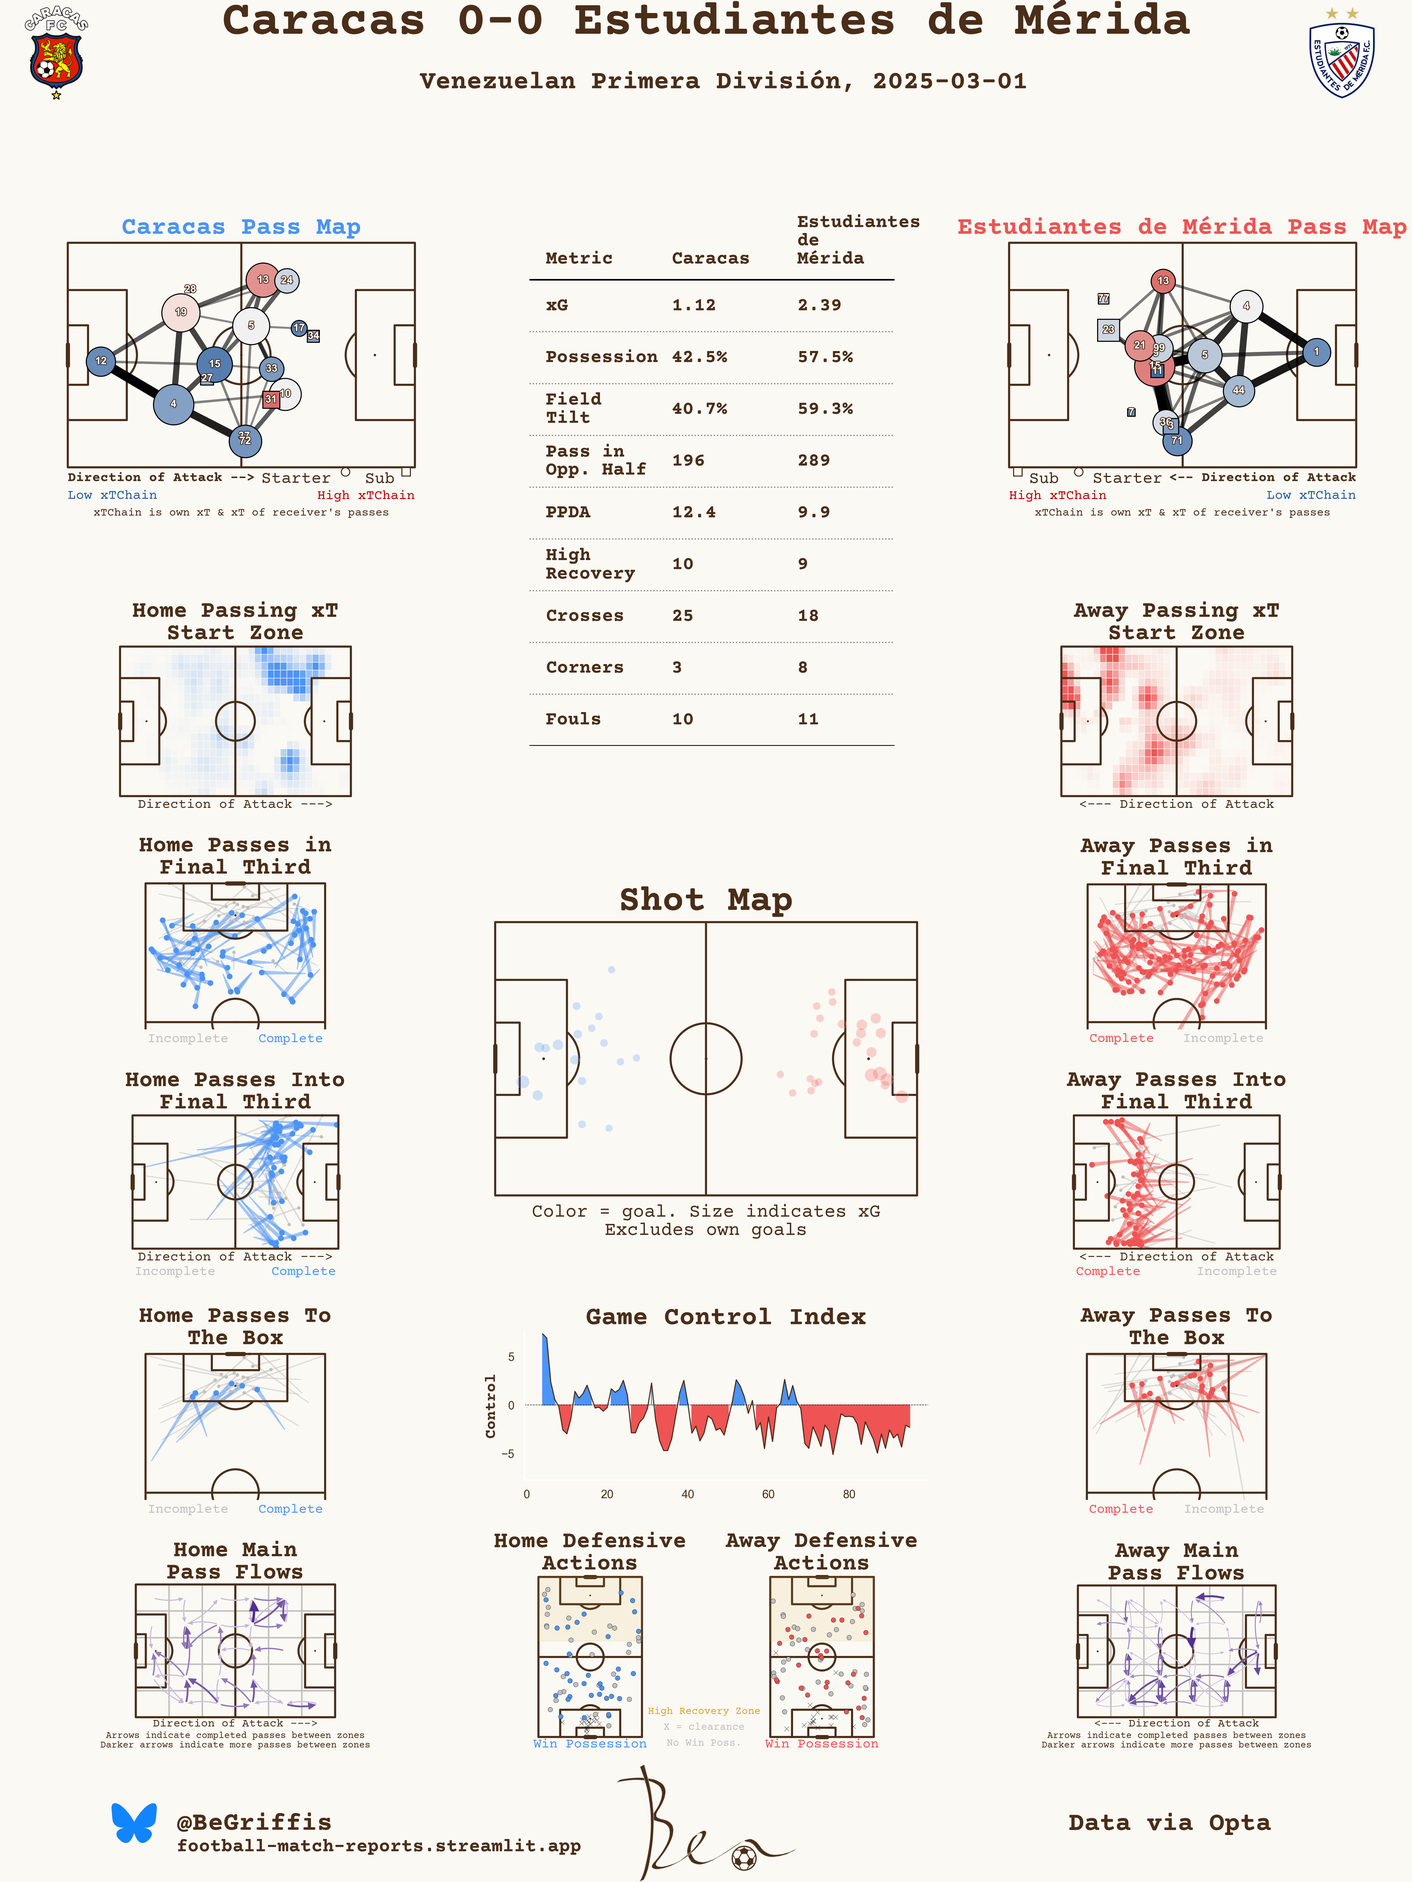 Caracas 0-0 Estudiantes de Mérida
Venezuelan Primera División, 2025-03-01
CARACAS
FC
ESTUDIANTES DE MÉRIDA F.C.
Caracas Pass Map
28
13
24
19
5
17
34
12
15
27
33
4
31
10
37
72
Direction of Attack --> Starter Sub
Low xTChain High xTChain
xTChain is own xT & xT of receiver's passes
Metric Caracas Estudiantes
de
Mérida
xG 1.12 2.39
Possession 42.5% 57.5%
Field
Tilt 40.7% 59.3%
Pass in
Opp. Half 196 289
PPDA 12.4 9.9
High
Recovery 10 9
Crosses 25 18
Corners 3 8
Fouls 10 11
Estudiantes de Mérida Pass Map
13
77
4
23
21
99
5
1
11
44
7
36
3
71
Sub Starter <-- Direction of Attack
High xTChain Low xTChain
xTChain is own xT & xT of receiver's passes
Home Passing xT
Start Zone
Direction of Attack --->
Away Passing xT
Start Zone
<--- Direction of Attack
Home Passes in
Final Third
Incomplete Complete
Away Passes in
Final Third
Complete Incomplete
Shot Map
Color = goal. Size indicates xG
Excludes own goals
Home Passes Into
Final Third
Direction of Attack --->
Incomplete Complete
Away Passes Into
Final Third
<--- Direction of Attack
Complete Incomplete
Home Passes To
The Box
Incomplete Complete
Game Control Index
Control
5
0
−5
0 20 40 60 80
Away Passes To
The Box
Complete Incomplete
Home Main
Pass Flows
Direction of Attack --->
Arrows indicate completed passes between zones
Darker arrows indicate more passes between zones
Home Defensive
Actions
Win Possession
High Recovery Zone
X = clearance
No Win Poss.
Away Defensive
Actions
Win Possession
Away Main
Pass Flows
<--- Direction of Attack
Arrows indicate completed passes between zones
Darker arrows indicate more passes between zones
@BeGriffis
football-match-reports.streamlit.app
Ben
Data via Opta